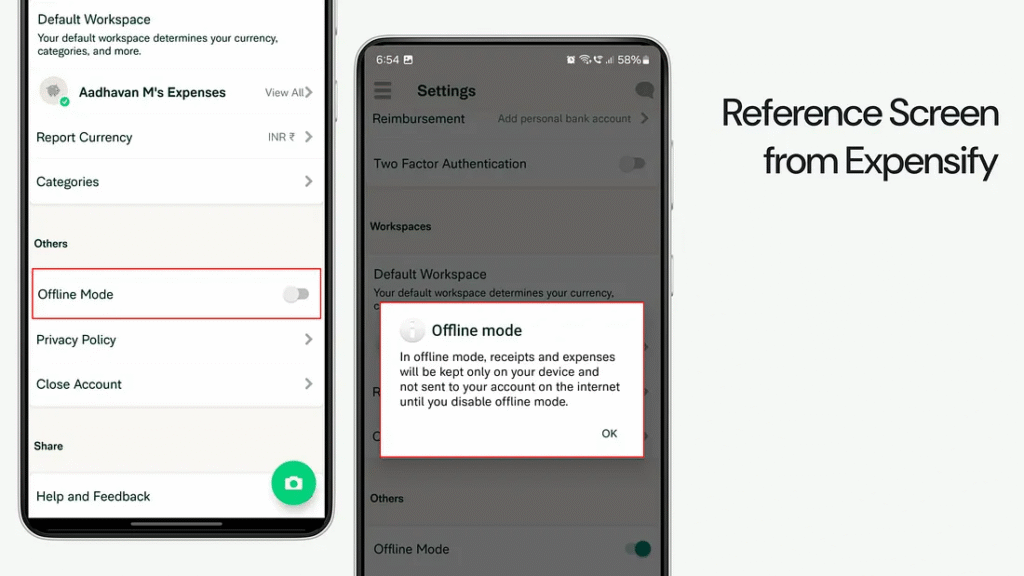 Default Workspace
Your default workspace determines your currency,
categories, and more.
Aadhavan M's Expenses View All
Report Currency INR ₹
Categories
Others
Offline Mode
Privacy Policy
Close Account
Share
Help and Feedback
6:54 58%
Settings
Reimbursement Add personal bank account
Two Factor Authentication
Workspaces
Default Workspace
Your default workspace determines your currency,
Offline mode
In offline mode, receipts and expenses
will be kept only on your device and
not sent to your account on the internet
until you disable offline mode.
OK
Others
Offline Mode
Reference Screen
from Expensify